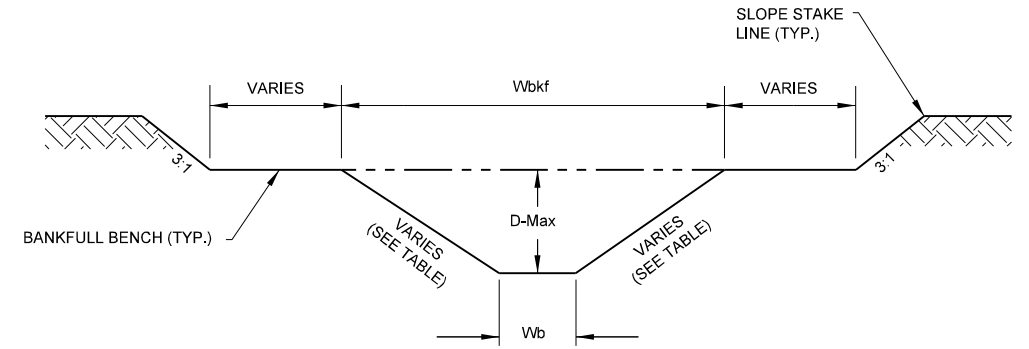 SLOPE STAKE
LINE (TYP.)
VARIES
Wbkf
VARIES
3:1
3:1
D-Max
BANKFULL BENCH (TYP.)
VARIES
(SEE TABLE)
VARIES
(SEE TABLE)
Wb